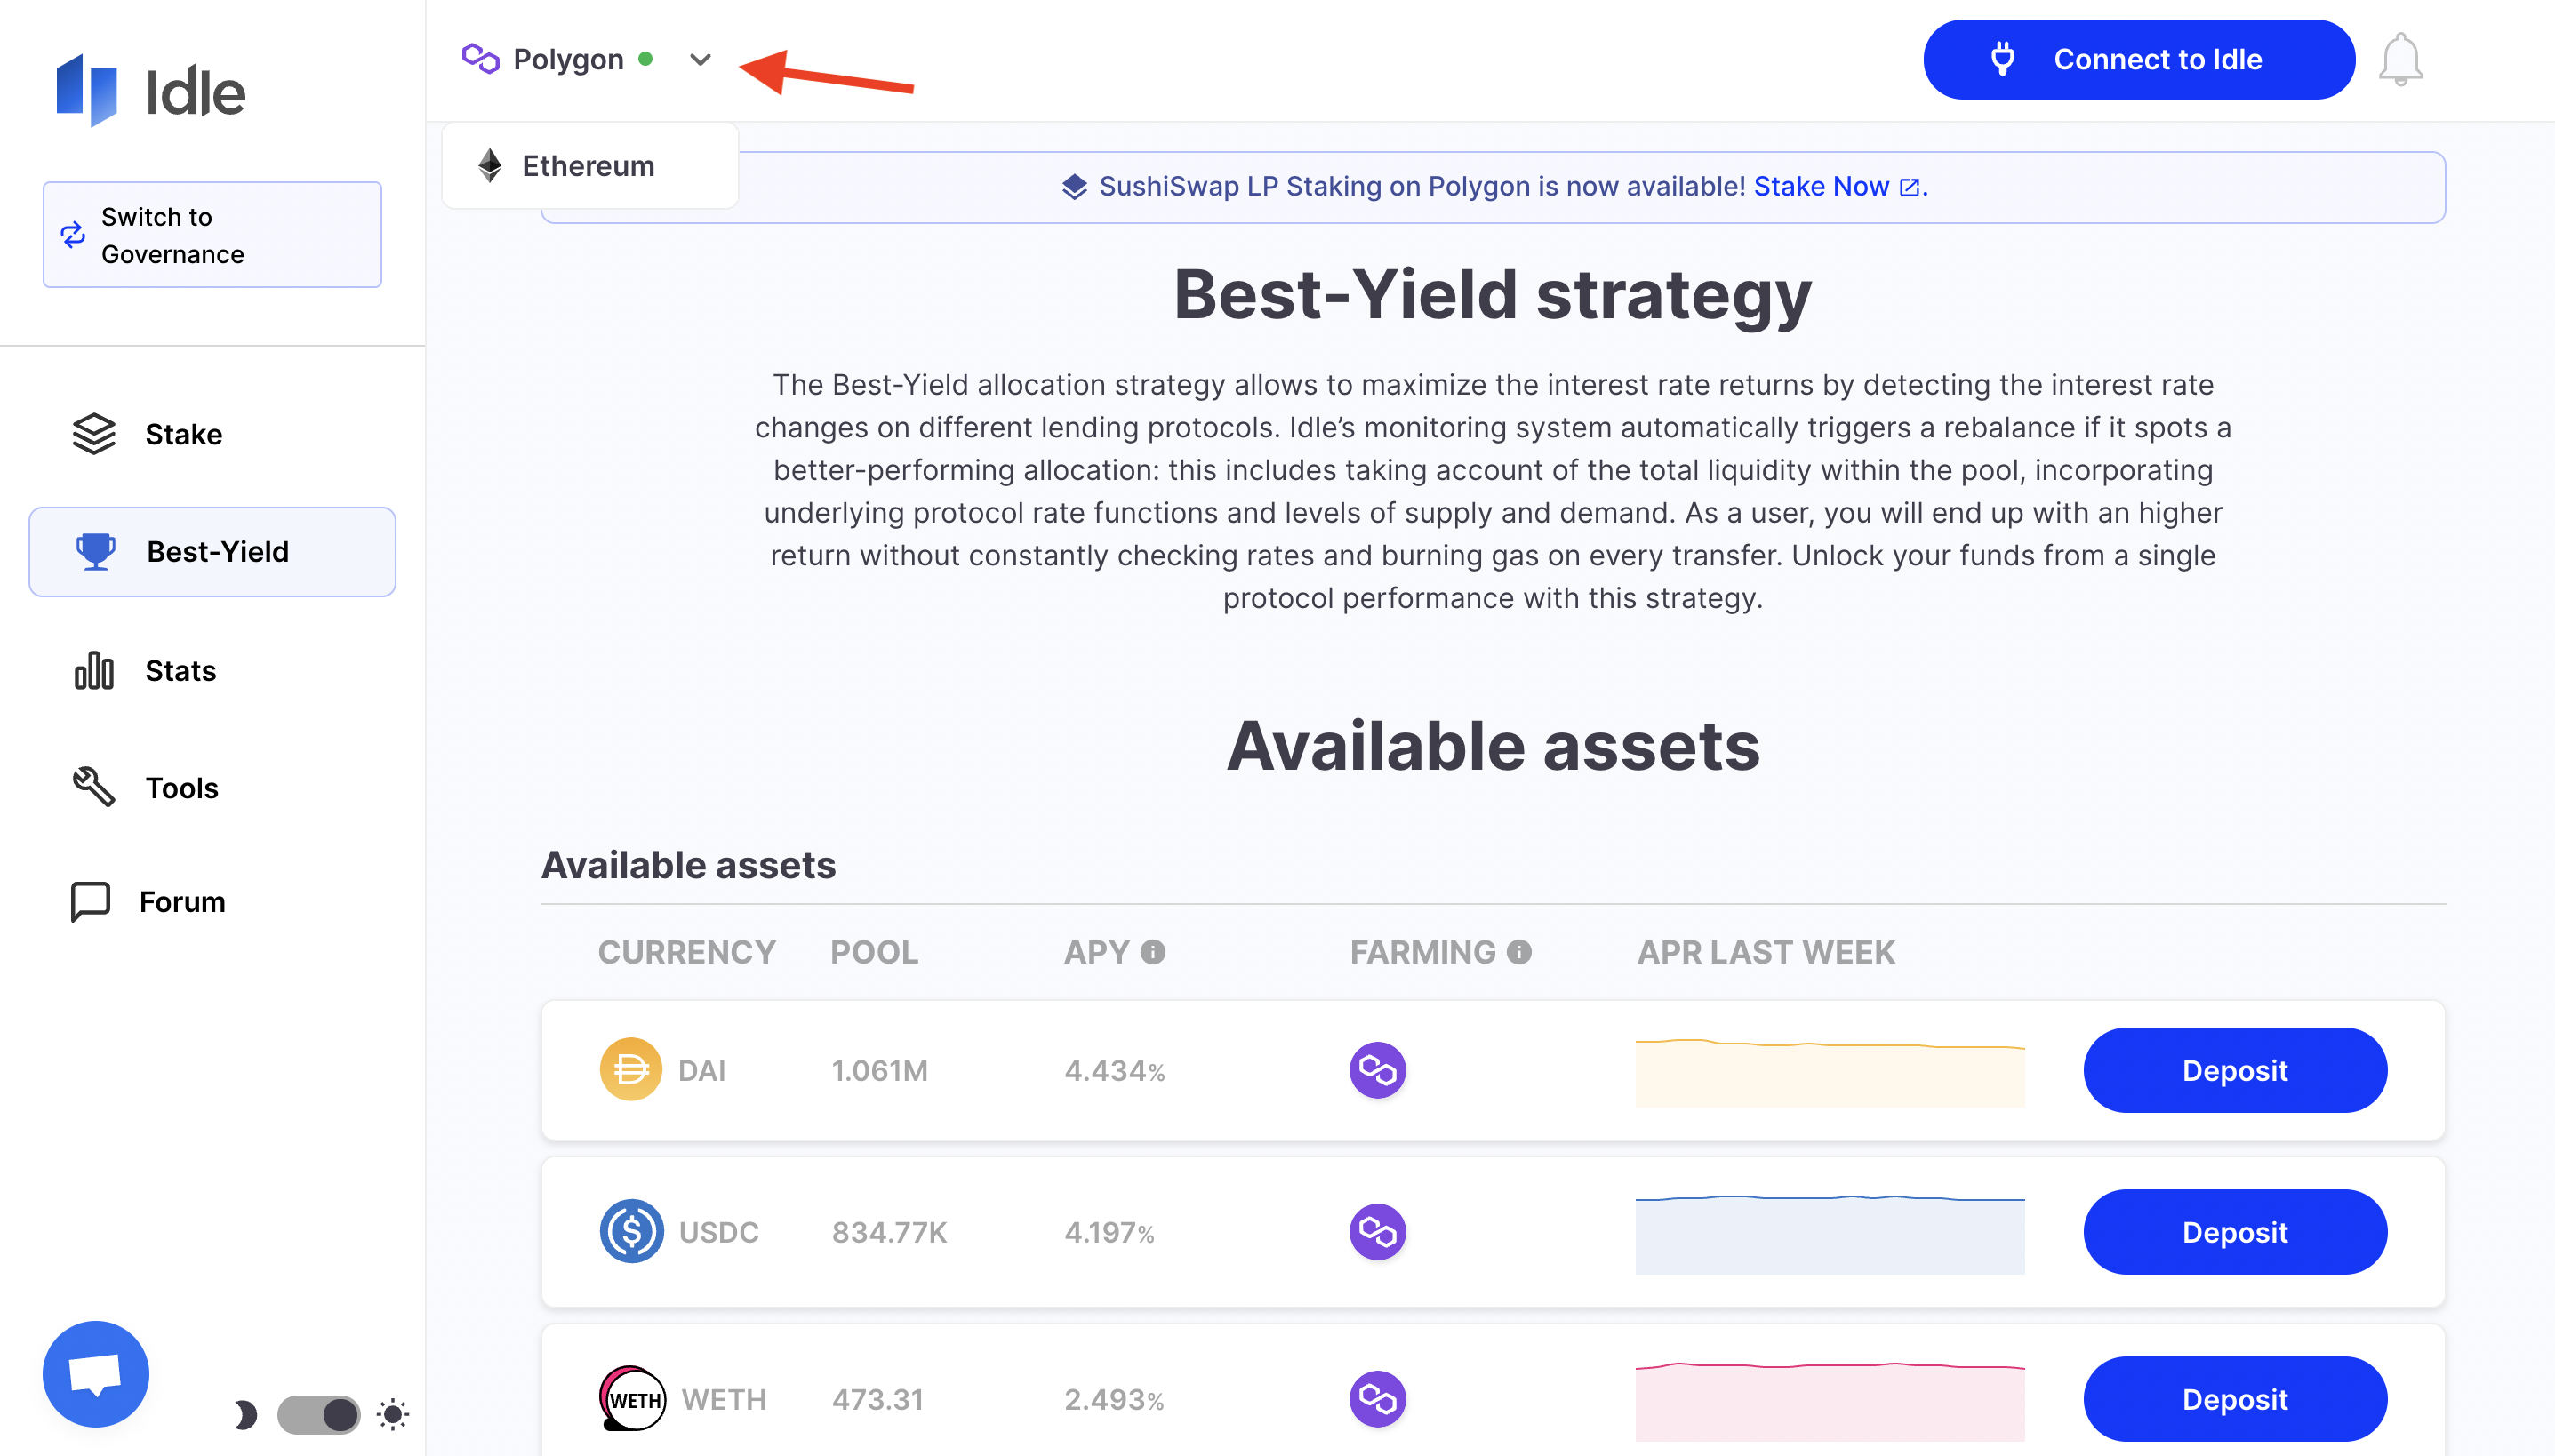 Idle
Switch to
Governance
Stake
Best-Yield
Stats
Tools
Forum
Polygon
Connect to Idle
Ethereum
SushiSwap LP Staking on Polygon is now available! Stake Now .
Best-Yield strategy
The Best-Yield allocation strategy allows to maximize the interest rate returns by detecting the interest rate
changes on different lending protocols. Idle’s monitoring system automatically triggers a rebalance if it spots a
better-performing allocation: this includes taking account of the total liquidity within the pool, incorporating
underlying protocol rate functions and levels of supply and demand. As a user, you will end up with an higher
return without constantly checking rates and burning gas on every transfer. Unlock your funds from a single
protocol performance with this strategy.
Available assets
Available assets
CURRENCY POOL APY FARMING APR LAST WEEK
DAI 1.061M 4.434% Deposit
USDC 834.77K 4.197% Deposit
WETH WETH 473.31 2.493% Deposit